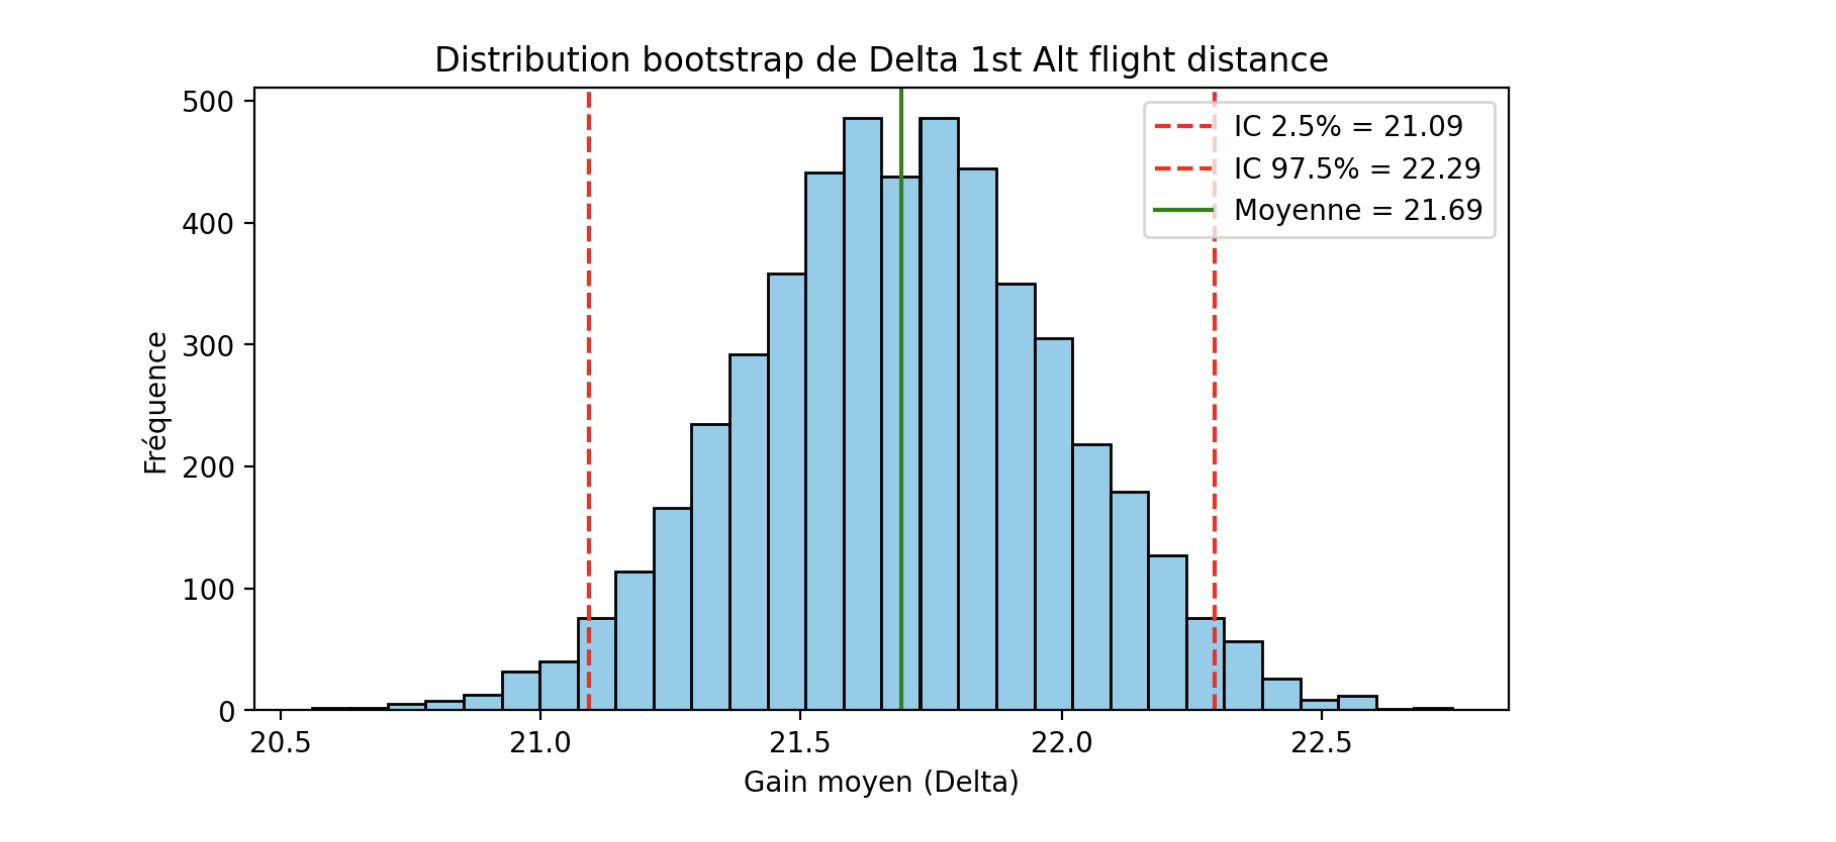 Distribution bootstrap de Delta 1st Alt flight distance
IC 2.5% = 21.09
IC 97.5% = 22.29
Moyenne = 21.69
Fréquence
500
400
300
200
100
0
20.5 21.0 21.5 22.0 22.5
Gain moyen (Delta)